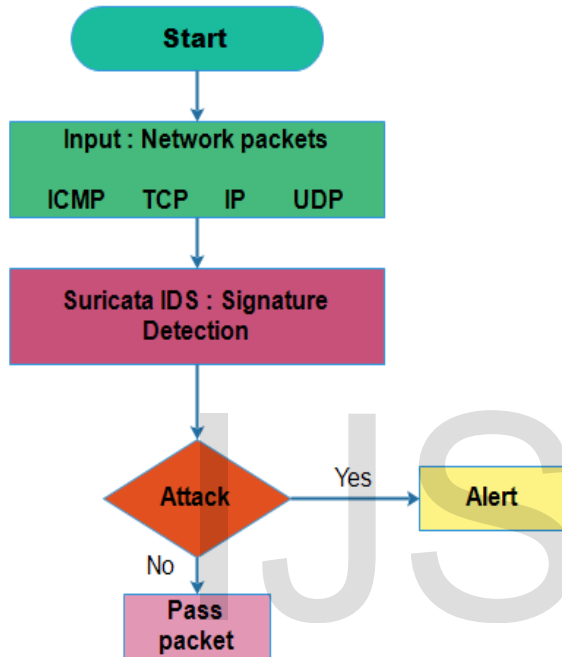 Start
Input : Network packets
ICMP TCP IP UDP
Suricata IDS : Signature
Detection
Attack
Yes
Alert
No
Pass
packet
IJS